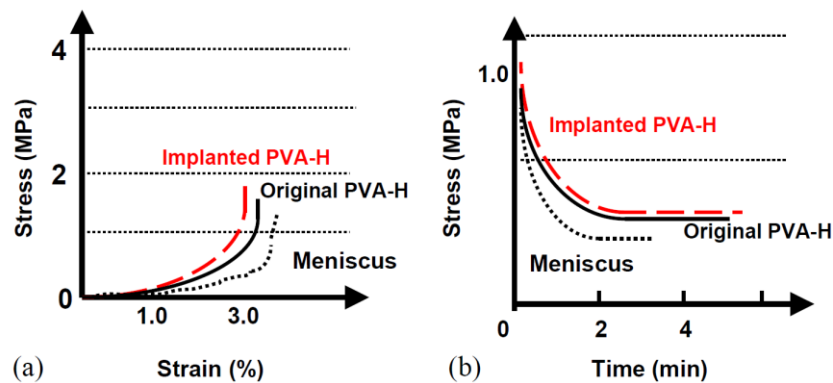 4
2
0
Stress (MPa)
Implanted PVA-H
Original PVA-H
Meniscus
1.0
3.0
(a)
Strain (%)
1.0
Stress (MPa)
Implanted PVA-H
Original PVA-H
Meniscus
0
2
4
(b)
Time (min)